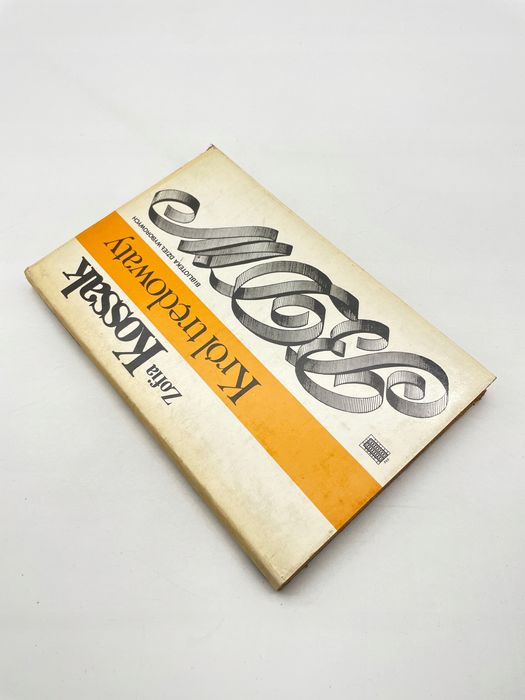 Zofia Kossak
Król trędowaty
BIBLIOTEKA DZIEŁ WYBOROWYCH